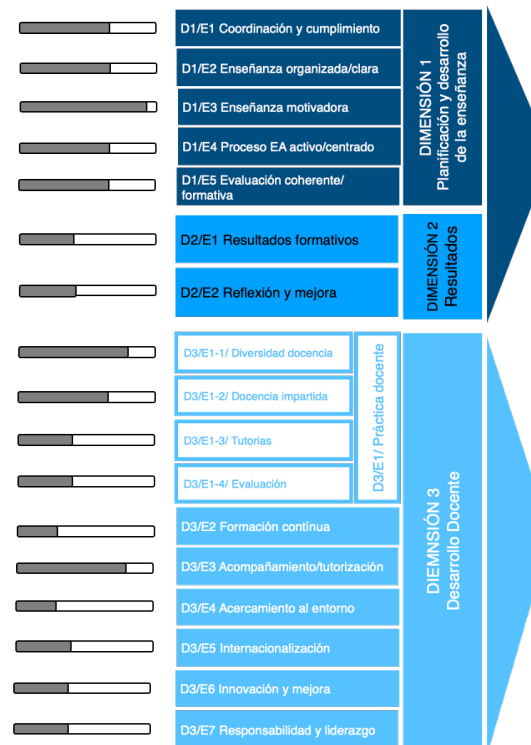 D1/E1 Coordinación y cumplimiento
D1/E2 Enseñanza organizada/clara
D1/E3 Enseñanza motivadora
D1/E4 Proceso EA activo/centrado
D1/E5 Evaluación coherente/
formativa
DIMENSIÓN 1
Planificación y desarrollo
de la enseñanza
D2/E1 Resultados formativos
D2/E2 Reflexión y mejora
DIMENSIÓN 2
Resultados
D3/E1-1/ Diversidad docencia
D3/E1-2/ Docencia impartida
D3/E1-3/ Tutorias
D3/E1-4/ Evaluación
D3/E1/ Práctica docente
D3/E2 Formación contínua
D3/E3 Acompañamiento/tutorización
D3/E4 Acercamiento al entorno
D3/E5 Internacionalización
D3/E6 Innovación y mejora
D3/E7 Responsabilidad y liderazgo
DIEMNSIÓN 3
Desarrollo Docente